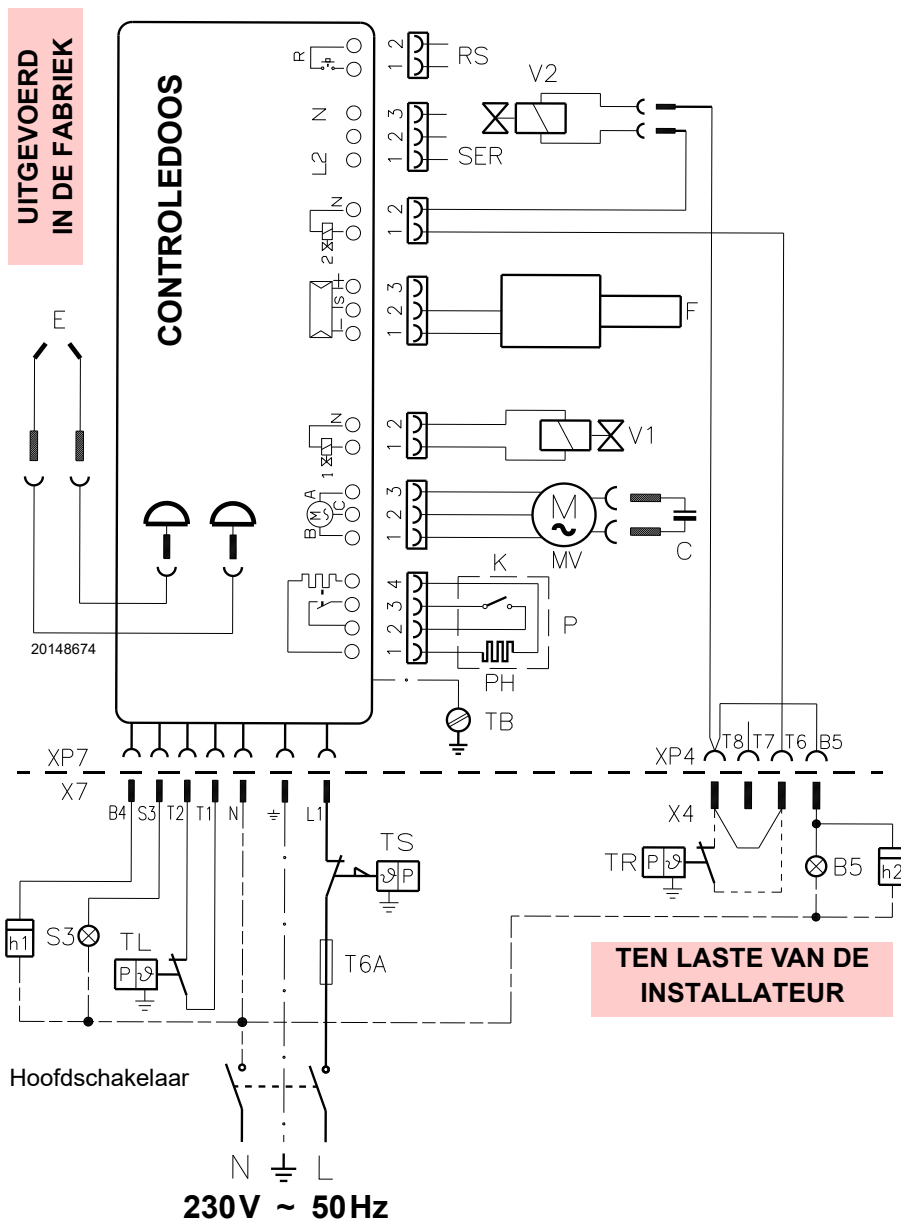 UITGEVOERD
IN DE FABRIEK
CONTROLEDOOS
R
2
1
RS
N
L2
3
2
1
SER
V2
N
2
2
1
H
S
L
3
2
1
F
E
N
1
2
1
V1
A
C
B
M
3
2
1
M
MV
C
4
3
2
1
K
P
PH
20148674
TB
XP7
X7
B4
S3
T2
T1
N
L1
XP4
T8
T7
T6
B5
X4
TS
ϑ P
TR
P ϑ
B5
h2
h1
S3
TL
P ϑ
T6A
TEN LASTE VAN DE
INSTALLATEUR
Hoofdschakelaar
N
L
230V ~ 50Hz